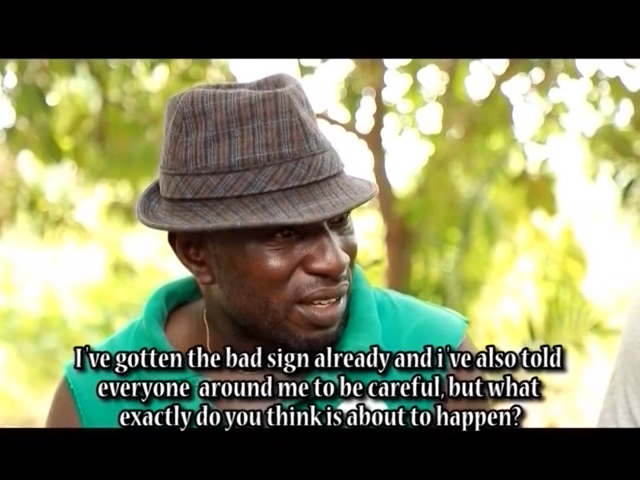 I've gotten the bad sign already and i've also told
everyone around me to be careful, but what
exactly do you think is about to happen?